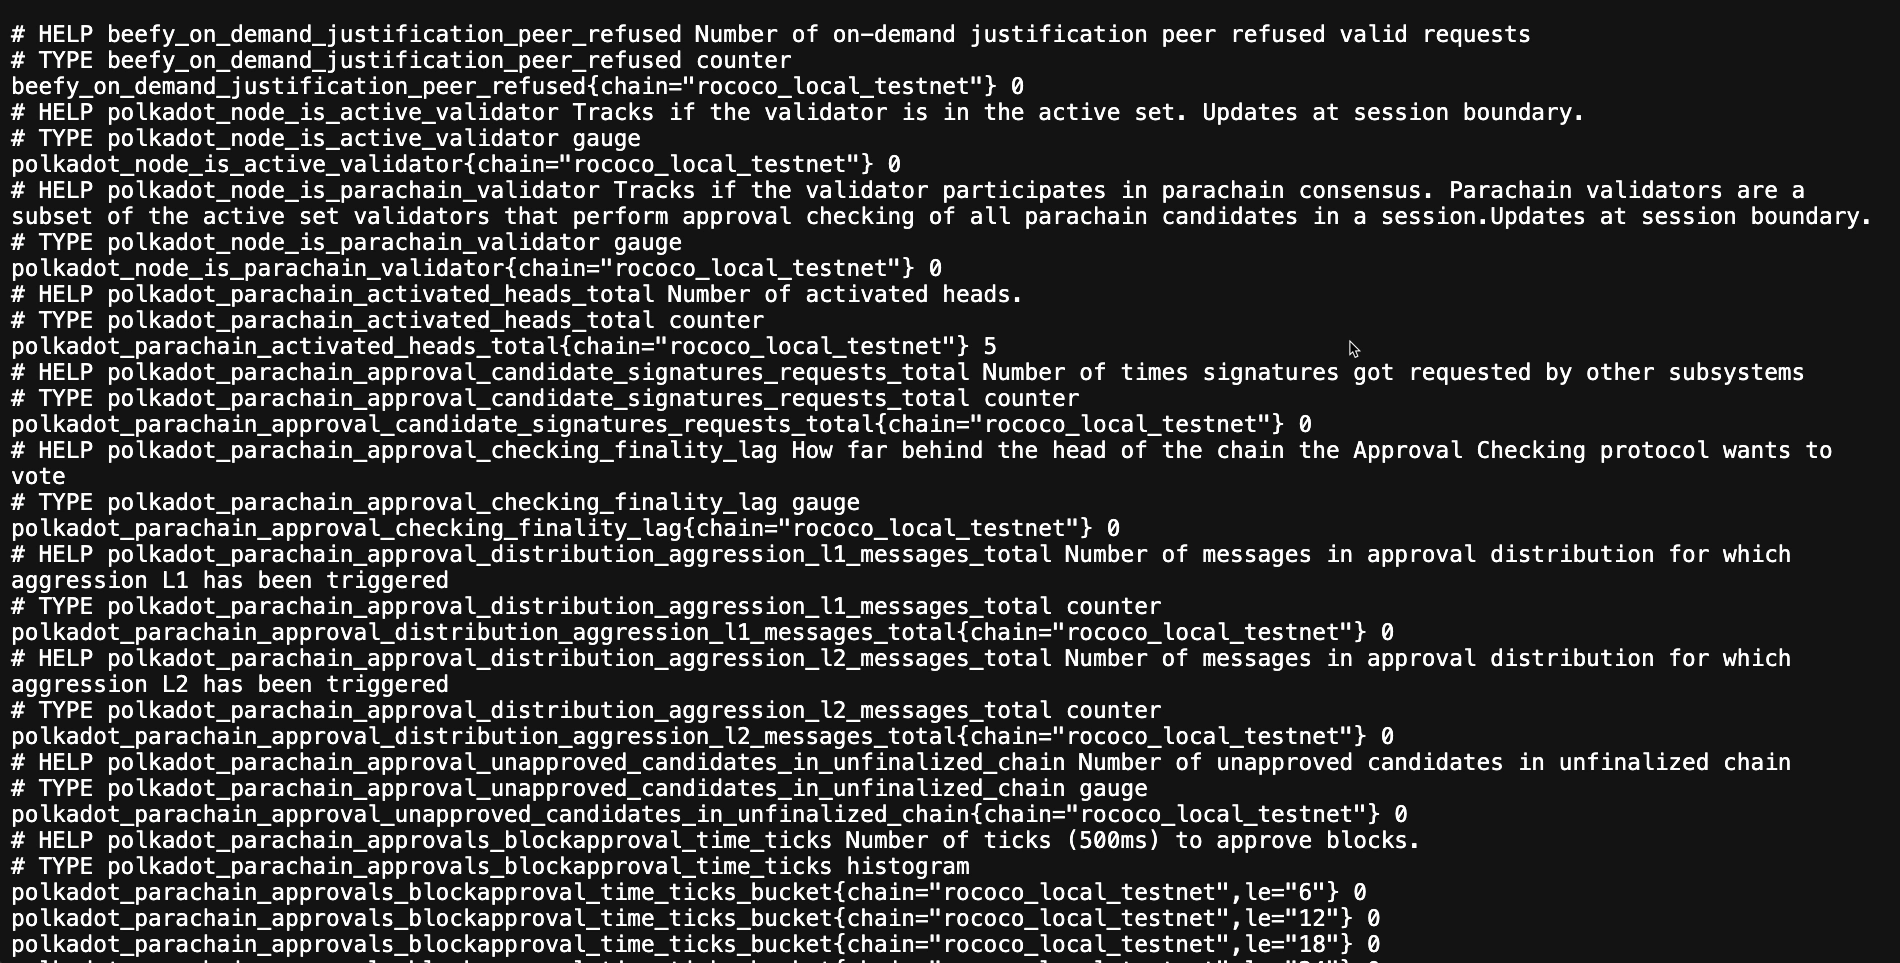 # HELP beefy_on_demand_justification_peer_refused Number of on-demand justification peer refused valid requests
# TYPE beefy_on_demand_justification_peer_refused counter
beefy_on_demand_justification_peer_refused{chain="rococo_local_testnet"} 0
# HELP polkadot_node_is_active_validator Tracks if the validator is in the active set. Updates at session boundary.
# TYPE polkadot_node_is_active_validator gauge
polkadot_node_is_active_validator{chain="rococo_local_testnet"} 0
# HELP polkadot_node_is_parachain_validator Tracks if the validator participates in parachain consensus. Parachain validators are a
subset of the active set validators that perform approval checking of all parachain candidates in a session.Updates at session boundary.
# TYPE polkadot_node_is_parachain_validator gauge
polkadot_node_is_parachain_validator{chain="rococo_local_testnet"} 0
# HELP polkadot_parachain_activated_heads_total Number of activated heads.
# TYPE polkadot_parachain_activated_heads_total counter
polkadot_parachain_activated_heads_total{chain="rococo_local_testnet"} 5
# HELP polkadot_parachain_approval_candidate_signatures_requests_total Number of times signatures got requested by other subsystems
# TYPE polkadot_parachain_approval_candidate_signatures_requests_total counter
polkadot_parachain_approval_candidate_signatures_requests_total{chain="rococo_local_testnet"} 0
# HELP polkadot_parachain_approval_checking_finality_lag How far behind the head of the chain the Approval Checking protocol wants to
vote
# TYPE polkadot_parachain_approval_checking_finality_lag gauge
polkadot_parachain_approval_checking_finality_lag{chain="rococo_local_testnet"} 0
# HELP polkadot_parachain_approval_distribution_aggression_l1_messages_total Number of messages in approval distribution for which
aggression L1 has been triggered
# TYPE polkadot_parachain_approval_distribution_aggression_l1_messages_total counter
polkadot_parachain_approval_distribution_aggression_l1_messages_total{chain="rococo_local_testnet"} 0
# HELP polkadot_parachain_approval_distribution_aggression_l2_messages_total Number of messages in approval distribution for which
aggression L2 has been triggered
# TYPE polkadot_parachain_approval_distribution_aggression_l2_messages_total counter
polkadot_parachain_approval_distribution_aggression_l2_messages_total{chain="rococo_local_testnet"} 0
# HELP polkadot_parachain_approval_unapproved_candidates_in_unfinalized_chain Number of unapproved candidates in unfinalized chain
# TYPE polkadot_parachain_approval_unapproved_candidates_in_unfinalized_chain gauge
polkadot_parachain_approval_unapproved_candidates_in_unfinalized_chain{chain="rococo_local_testnet"} 0
# HELP polkadot_parachain_approvals_blockapproval_time_ticks Number of ticks (500ms) to approve blocks.
# TYPE polkadot_parachain_approvals_blockapproval_time_ticks histogram
polkadot_parachain_approvals_blockapproval_time_ticks_bucket{chain="rococo_local_testnet",le="6"} 0
polkadot_parachain_approvals_blockapproval_time_ticks_bucket{chain="rococo_local_testnet",le="12"} 0
polkadot_parachain_approvals_blockapproval_time_ticks_bucket{chain="rococo_local_testnet",le="18"} 0